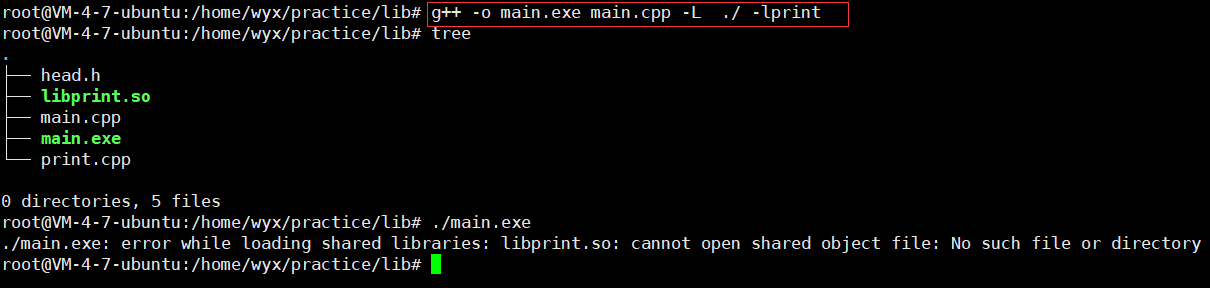 root@VM-4-7-ubuntu:/home/wyx/practice/lib# g++ -o main.exe main.cpp -L  ./ -lprint
root@VM-4-7-ubuntu:/home/wyx/practice/lib# tree
.
├── head.h
├── libprint.so
├── main.cpp
├── main.exe
└── print.cpp
0 directories, 5 files
root@VM-4-7-ubuntu:/home/wyx/practice/lib# ./main.exe
./main.exe: error while loading shared libraries: libprint.so: cannot open shared object file: No such file or directory
root@VM-4-7-ubuntu:/home/wyx/practice/lib#